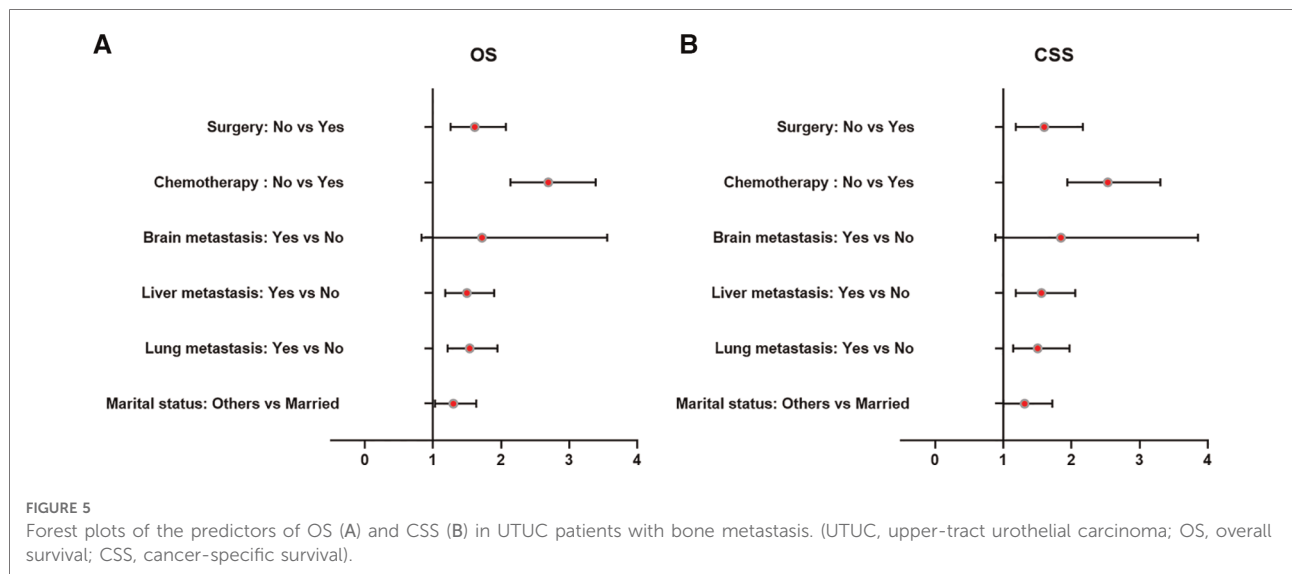 A
OS
Surgery: No vs Yes
Chemotherapy : No vs Yes
Brain metastasis: Yes vs No
Liver metastasis: Yes vs No
Lung metastasis: Yes vs No
Marital status: Others vs Married
0 1 2 3 4
B
CSS
Surgery: No vs Yes
Chemotherapy : No vs Yes
Brain metastasis: Yes vs No
Liver metastasis: Yes vs No
Lung metastasis: Yes vs No
Marital status: Others vs Married
0 1 2 3 4
FIGURE 5
Forest plots of the predictors of OS (A) and CSS (B) in UTUC patients with bone metastasis. (UTUC, upper-tract urothelial carcinoma; OS, overall
survival; CSS, cancer-specific survival).